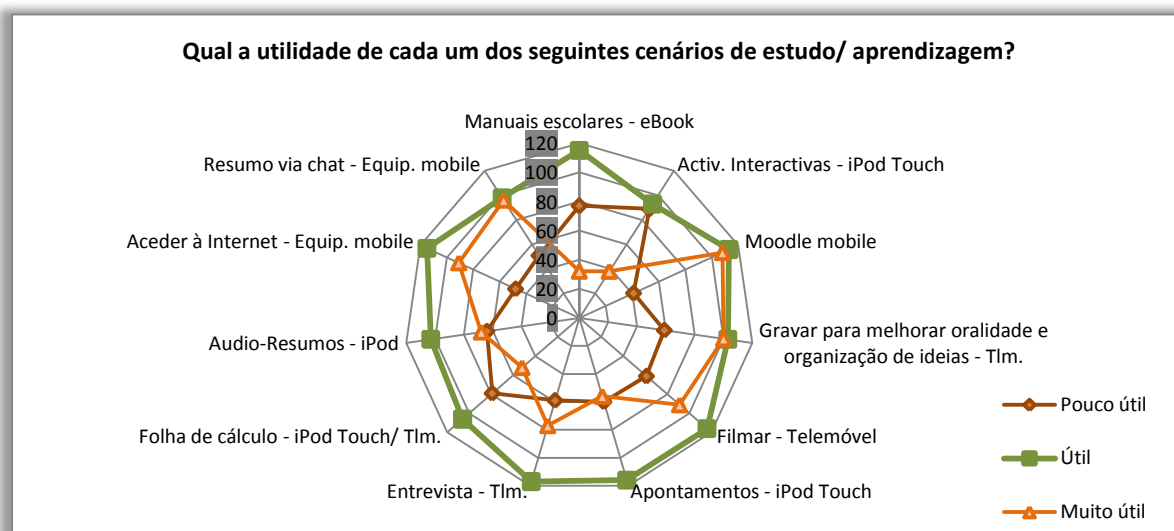 Qual a utilidade de cada um dos seguintes cenários de estudo/ aprendizagem?
Manuais escolares - eBook
120
Resumo via chat - Equip. mobile
Activ. Interactivas - iPod Touch
100
80
Aceder à Internet - Equip. mobile
Moodle mobile
60
40
20
0
Audio-Resumos - iPod
Gravar para melhorar oralidade e
organização de ideias - Tlm.
Pouco útil
Folha de cálculo - iPod Touch/ Tlm.
Filmar - Telemóvel
Útil
Entrevista - Tlm.
Apontamentos - iPod Touch
Muito útil